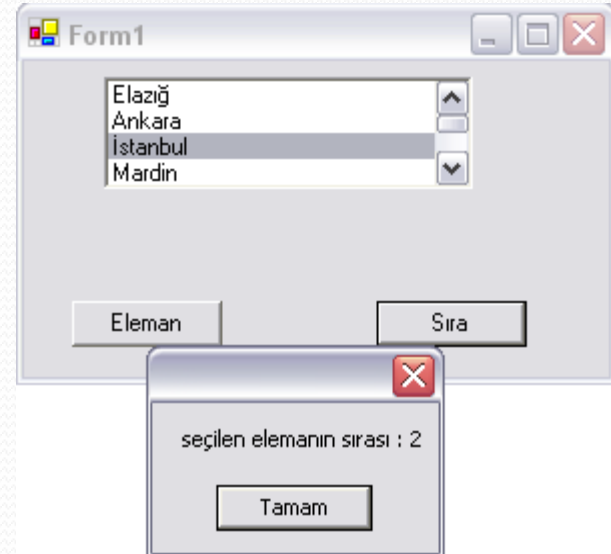 Form1
Elazığ
Ankara
İstanbul
Mardin
Eleman
Sıra
seçilen elemanın sırası : 2
Tamam